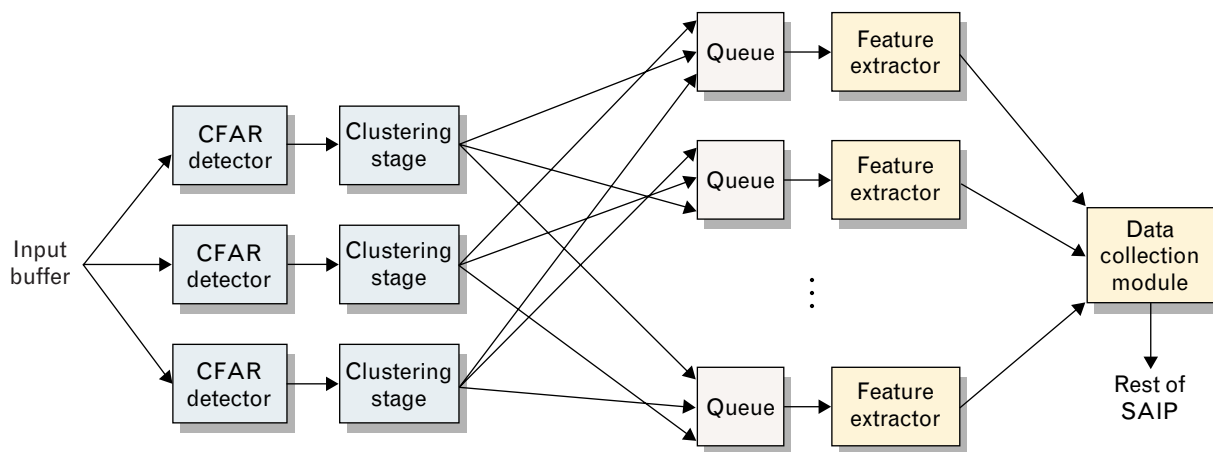 Input
buffer
CFAR
detector
Clustering
stage
CFAR
detector
Clustering
stage
CFAR
detector
Clustering
stage
Queue
Feature
extractor
Queue
Feature
extractor
Queue
Feature
extractor
Data
collection
module
Rest of
SAIP